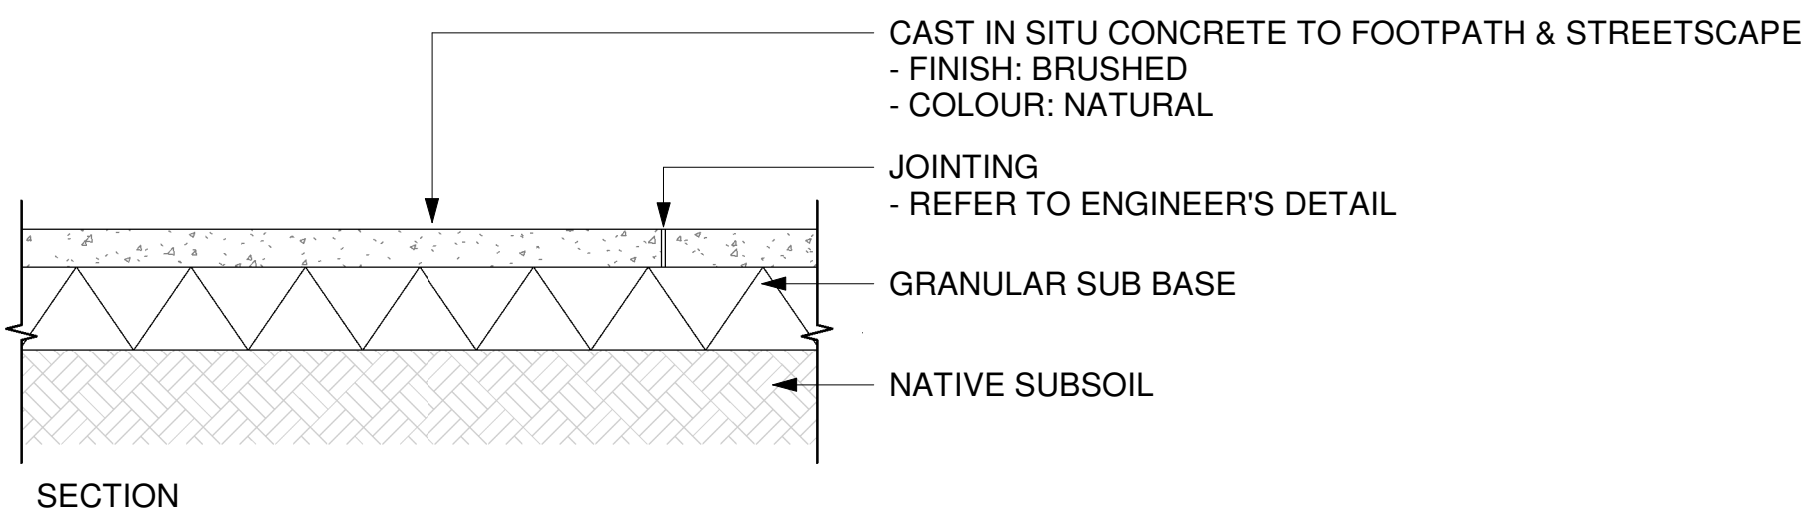 CAST IN SITU CONCRETE TO FOOTPATH & STREETSCAPE
- FINISH: BRUSHED
- COLOUR: NATURAL
JOINTING
- REFER TO ENGINEER'S DETAIL
GRANULAR SUB BASE
NATIVE SUBSOIL
SECTION